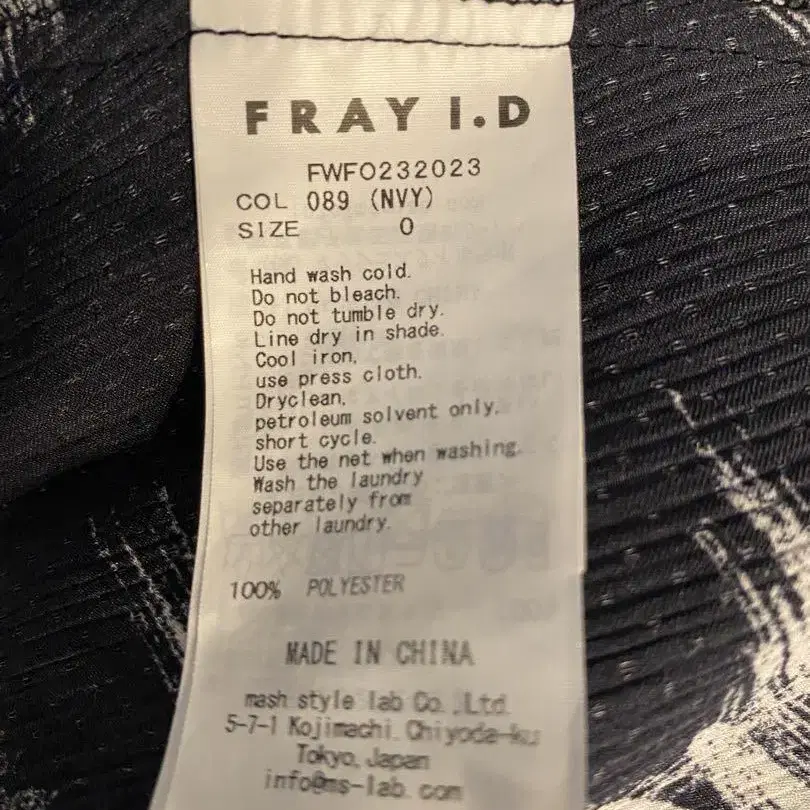 FRAY I.D
FWFO232023
COL 089 (NVY)
SIZE 0
Hand wash cold.
Do not bleach.
Do not tumble dry.
Line dry in shade.
Cool iron,
use press cloth.
Dryclean,
petroleum solvent only,
short cycle.
Use the net when washing.
Wash the laundry
separately from
other laundry.
100% POLYESTER
MADE IN CHINA
mash style lab Co.,Ltd.
5-7-1 Kojimachi, Chiyoda-ku
Tokyo, Japan
info@ms-lab.com